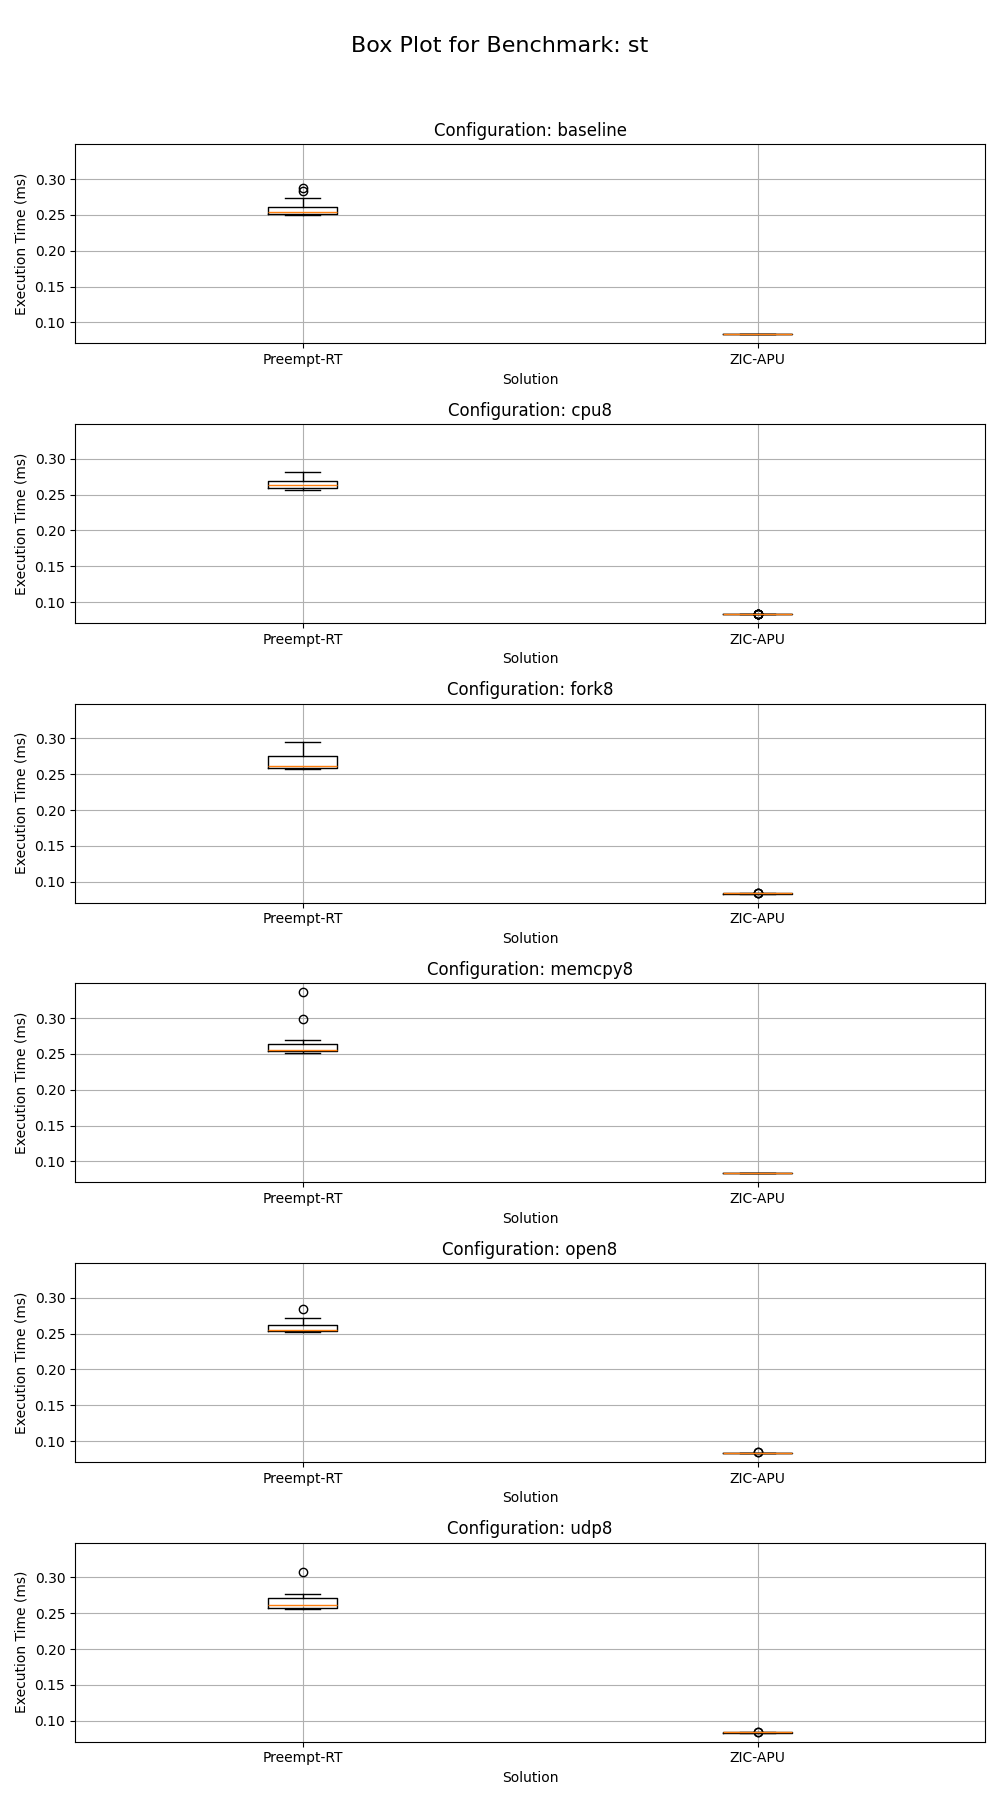 Box Plot for Benchmark: st
Configuration: baseline
Execution Time (ms)
0.30
0.25
0.20
0.15
0.10
Preempt-RT
ZIC-APU
Solution
Configuration: cpu8
Execution Time (ms)
0.30
0.25
0.20
0.15
0.10
Preempt-RT
ZIC-APU
Solution
Configuration: fork8
Execution Time (ms)
0.30
0.25
0.20
0.15
0.10
Preempt-RT
ZIC-APU
Solution
Configuration: memcpy8
Execution Time (ms)
0.30
0.25
0.20
0.15
0.10
Preempt-RT
ZIC-APU
Solution
Configuration: open8
Execution Time (ms)
0.30
0.25
0.20
0.15
0.10
Preempt-RT
ZIC-APU
Solution
Configuration: udp8
Execution Time (ms)
0.30
0.25
0.20
0.15
0.10
Preempt-RT
ZIC-APU
Solution